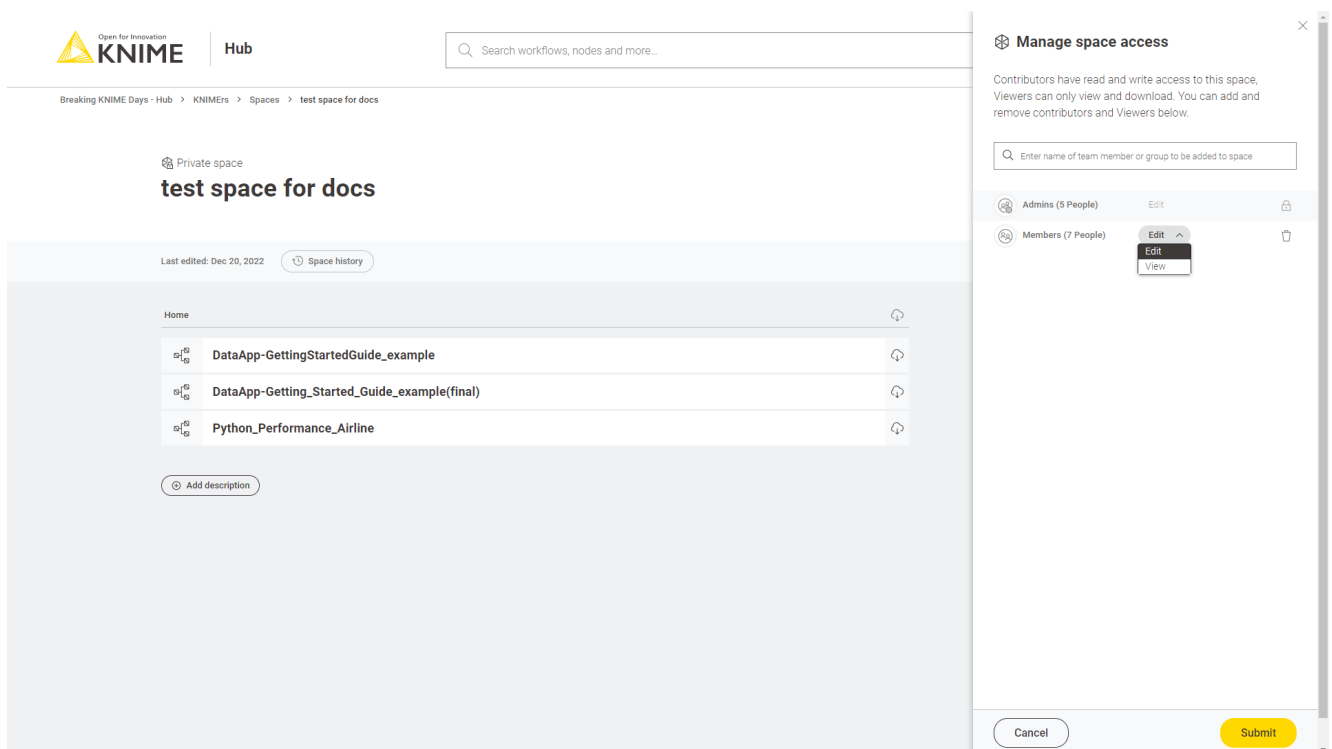 Open for Innovation
KNIME
Hub
Search workflows, nodes and more...
Breaking KNIME Days - Hub > KNIMErs > Spaces > test space for docs
Private space
test space for docs
Last edited: Dec 20, 2022
Space history
Home
DataApp-GettingStartedGuide_example
DataApp-Getting_Started_Guide_example(final)
Python_Performance_Airline
Add description
Manage space access
Contributors have read and write access to this space,
Viewers can only view and download. You can add and
remove contributors and Viewers below.
Enter name of team member or group to be added to space
Admins (5 People) Edit
Members (7 People) Edit
Edit
View
Cancel
Submit